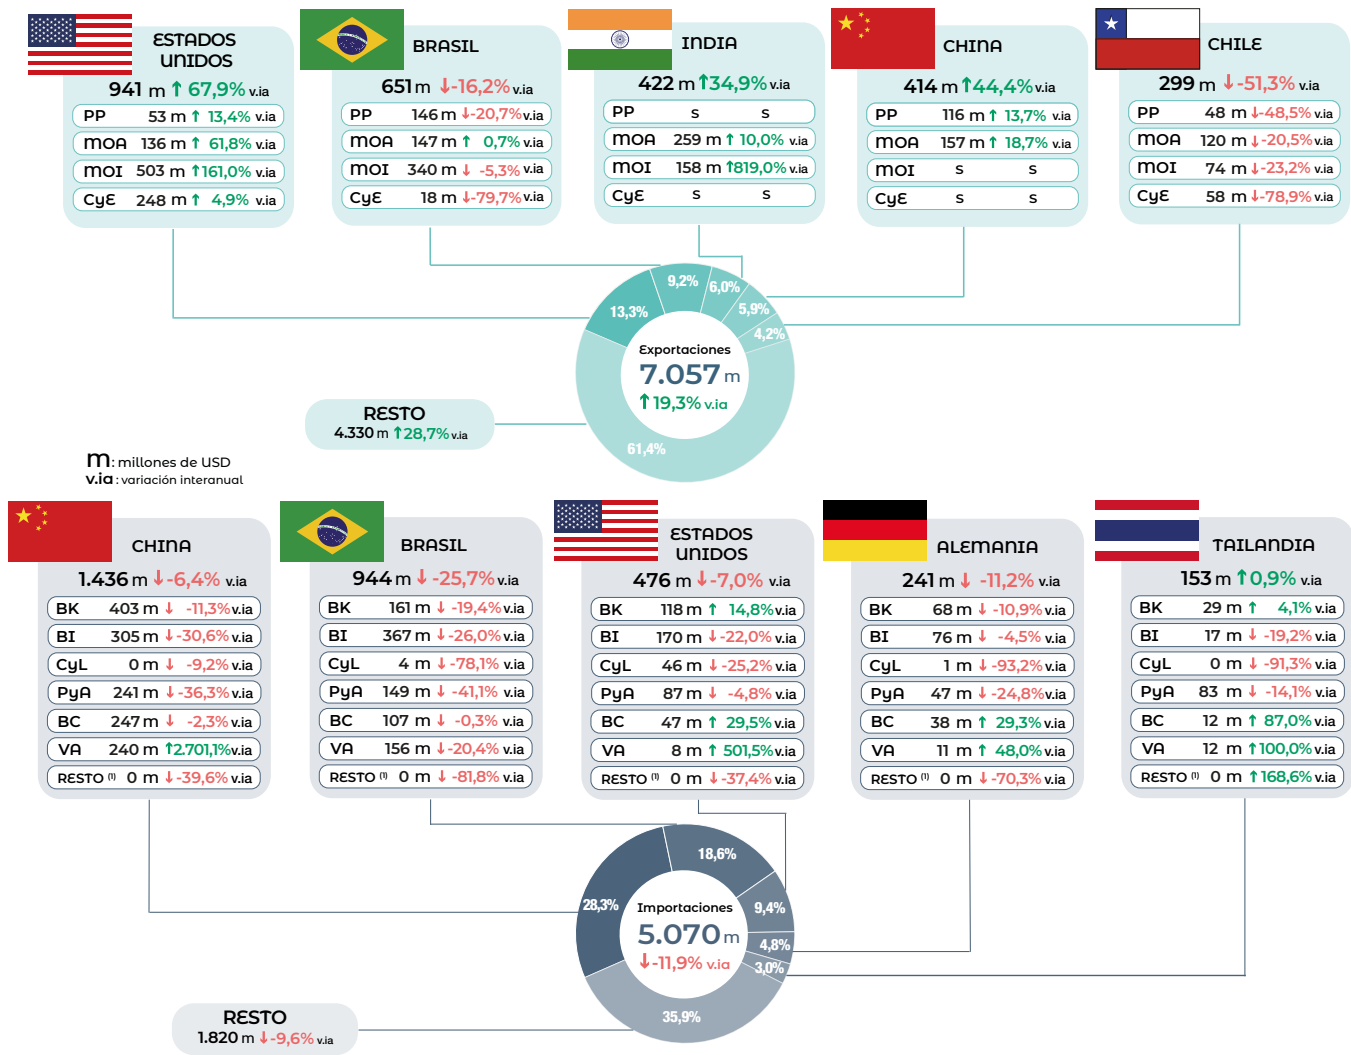 ESTADOS
UNIDOS
941 m ↑ 67,9% v.ia
PP 53 m ↑ 13,4% v.ia
MOA 136 m ↑ 61,8% v.ia
MOI 503 m ↑161,0% v.ia
CyE 248 m ↑ 4,9% v.ia
BRASIL
651 m ↓-16,2% v.ia
PP 146 m ↓-20,7% v.ia
MOA 147 m ↑ 0,7% v.ia
MOI 340 m ↓ -5,3% v.ia
CyE 18 m ↓-79,7% v.ia
INDIA
422 m ↑34,9% v.ia
PP s s
MOA 259 m ↑ 10,0% v.ia
MOI 158 m ↑819,0% v.ia
CyE s s
CHINA
414 m ↑44,4% v.ia
PP 116 m ↑ 13,7% v.ia
MOA 157 m ↑ 18,7% v.ia
MOI s s
CyE s s
CHILE
299 m ↓-51,3% v.ia
PP 48 m ↓-48,5% v.ia
MOA 120 m ↓-20,5% v.ia
MOI 74 m ↓-23,2% v.ia
CyE 58 m ↓-78,9% v.ia
13,3%
9,2%
6,0%
5,9%
4,2%
61,4%
Exportaciones
7.057 m
↑19,3% v.ia
RESTO
4.330 m ↑28,7% v.ia
m: millones de USD
v.ia: variación interanual
CHINA
1.436 m ↓-6,4% v.ia
BK 403 m ↓ -11,3% v.ia
BI 305 m ↓-30,6% v.ia
CyL 0 m ↓ -9,2% v.ia
PyA 241 m ↓-36,3% v.ia
BC 247 m ↓ -2,3% v.ia
VA 240 m ↑2.701,1% v.ia
RESTO (1) 0 m ↓-39,6% v.ia
BRASIL
944 m ↓ -25,7% v.ia
BK 161 m ↓ -19,4% v.ia
BI 367 m ↓-26,0% v.ia
CyL 4 m ↓-78,1% v.ia
PyA 149 m ↓-41,1% v.ia
BC 107 m ↓ -0,3% v.ia
VA 156 m ↓-20,4% v.ia
RESTO (1) 0 m ↓ -81,8% v.ia
ESTADOS
UNIDOS
476 m ↓-7,0% v.ia
BK 118 m ↑ 14,8% v.ia
BI 170 m ↓-22,0% v.ia
CyL 46 m ↓-25,2% v.ia
PyA 87 m ↓ -4,8% v.ia
BC 47 m ↑ 29,5% v.ia
VA 8 m ↑ 501,5% v.ia
RESTO (1) 0 m ↓-37,4% v.ia
ALEMANIA
241 m ↓ -11,2% v.ia
BK 68 m ↓ -10,9% v.ia
BI 76 m ↓ -4,5% v.ia
CyL 1 m ↓-93,2% v.ia
PyA 47 m ↓-24,8% v.ia
BC 38 m ↑ 29,3% v.ia
VA 11 m ↑ 48,0% v.ia
RESTO (1) 0 m ↓-70,3% v.ia
TAILANDIA
153 m ↑0,9% v.ia
BK 29 m ↑ 4,1% v.ia
BI 17 m ↓ -19,2% v.ia
CyL 0 m ↓-91,3% v.ia
PyA 83 m ↓ -14,1% v.ia
BC 12 m ↑ 87,0% v.ia
VA 12 m ↑100,0% v.ia
RESTO (1) 0 m ↑168,6% v.ia
28,3%
18,6%
9,4%
4,8%
3,0%
35,9%
Importaciones
5.070 m
↓-11,9% v.ia
RESTO
1.820 m ↓-9,6% v.ia